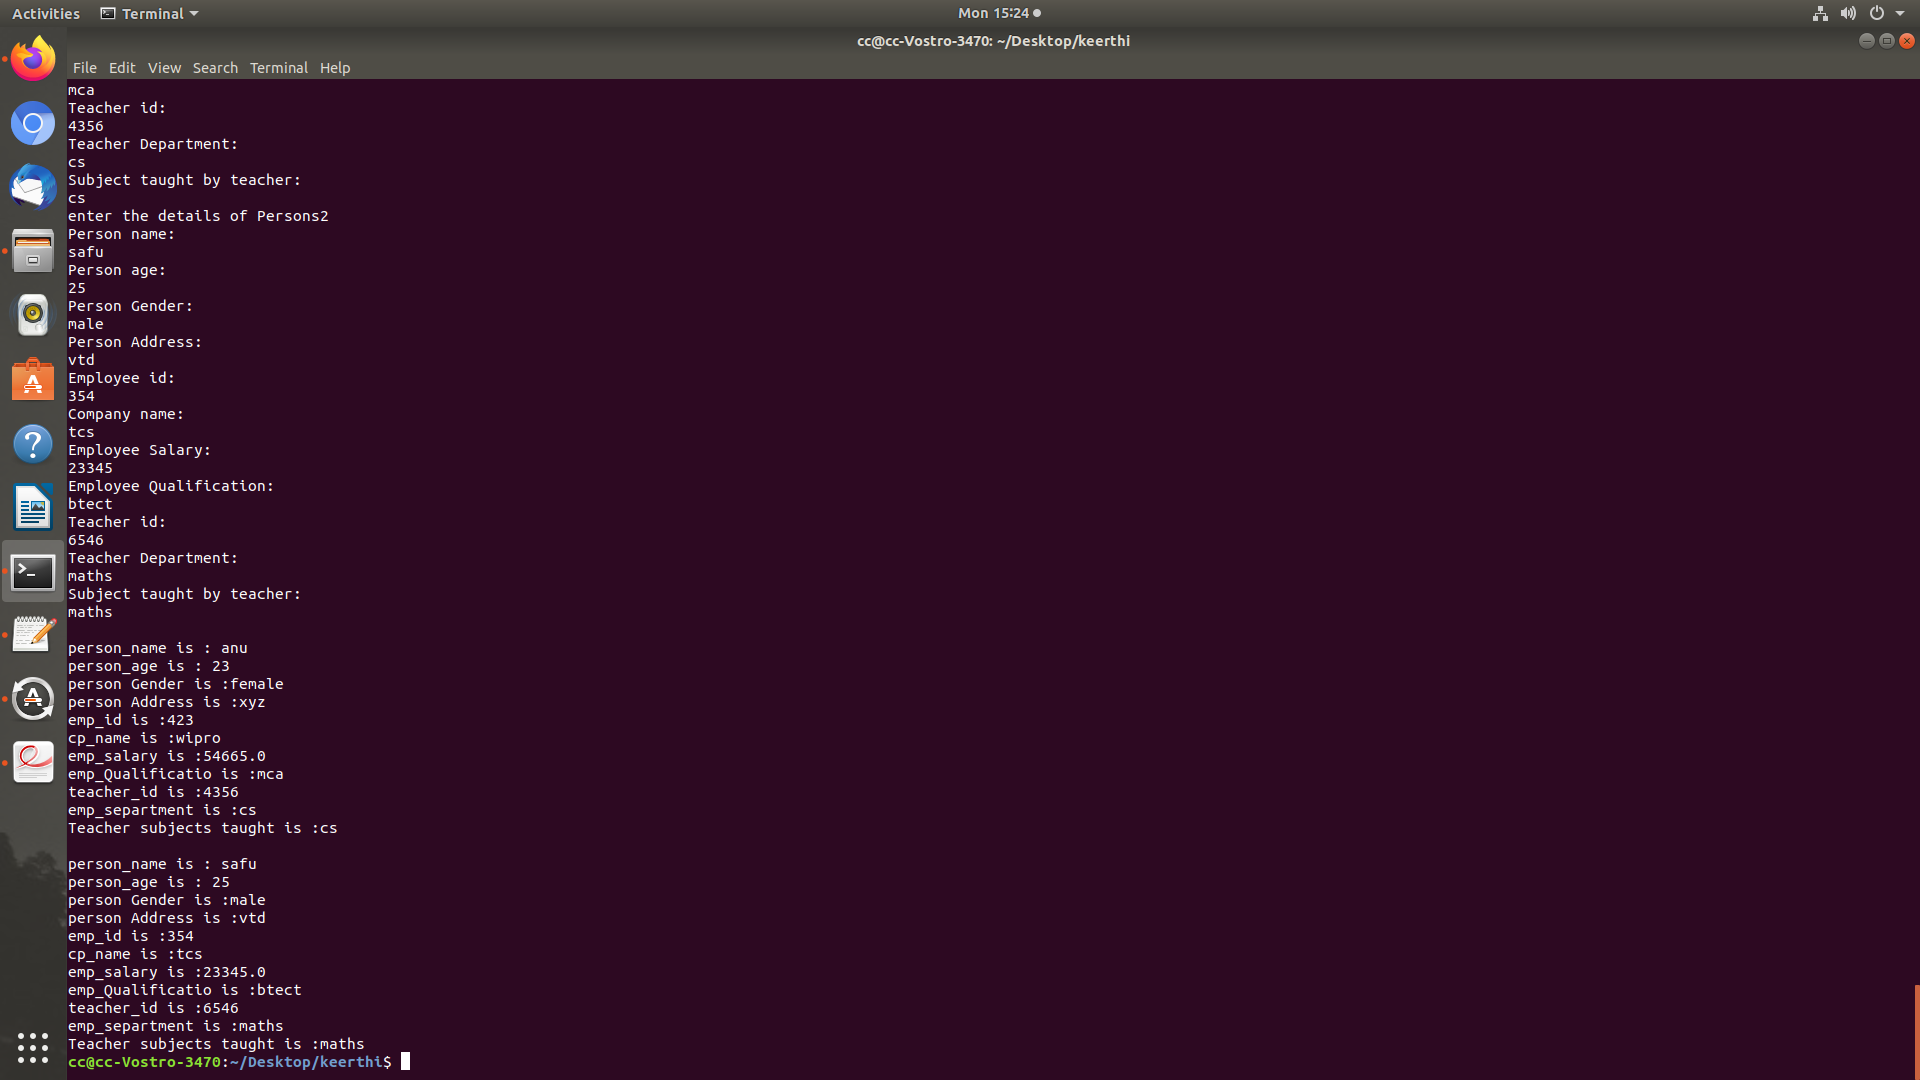 Activities
Terminal
Mon 15:24
cc@cc-Vostro-3470: ~/Desktop/keerthi
File Edit View Search Terminal Help
mca
Teacher id:
4356
Teacher Department:
cs
Subject taught by teacher:
cs
enter the details of Persons2
Person name:
safu
Person age:
25
Person Gender:
male
Person Address:
vtd
Employee id:
354
Company name:
tcs
Employee Salary:
23345
Employee Qualification:
btect
Teacher id:
6546
Teacher Department:
maths
Subject taught by teacher:
maths
person_name is : anu
person_age is : 23
person Gender is :female
person Address is :xyz
emp_id is :423
cp_name is :wipro
emp_salary is :54665.0
emp_Qualificatio is :mca
teacher_id is :4356
emp_separtment is :cs
Teacher subjects taught is :cs
person_name is : safu
person_age is : 25
person Gender is :male
person Address is :vtd
emp_id is :354
cp_name is :tcs
emp_salary is :23345.0
emp_Qualificatio is :btect
teacher_id is :6546
emp_separtment is :maths
Teacher subjects taught is :maths
cc@cc-Vostro-3470:~/Desktop/keerthi$